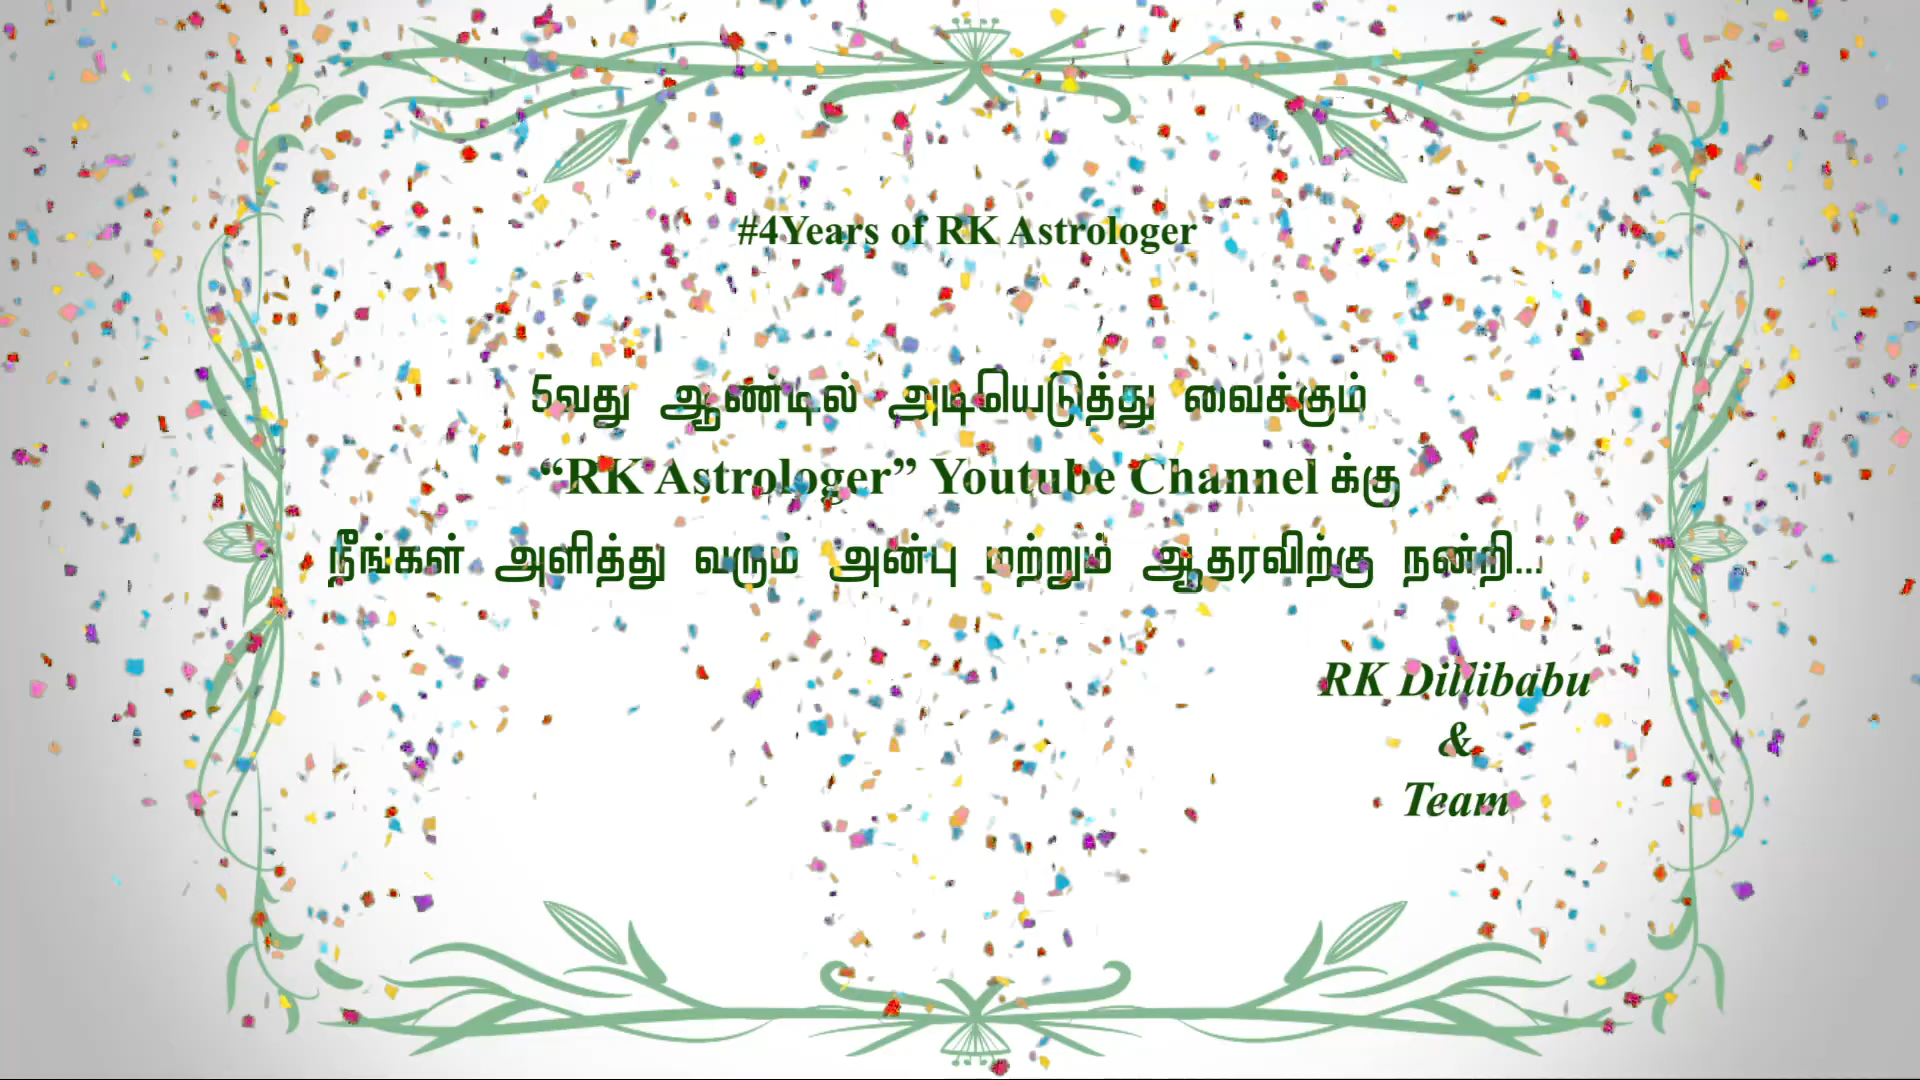 #4Years of RK Astrologer
5வது ஆண்டில் அடியெடுத்து வைக்கும்
“RK Astrologer” Youtube Channel க்கு
நீங்கள் அளித்து வரும் அன்பு மற்றும் ஆதரவிற்கு நன்றி...
RK Dillibabu
&
Team